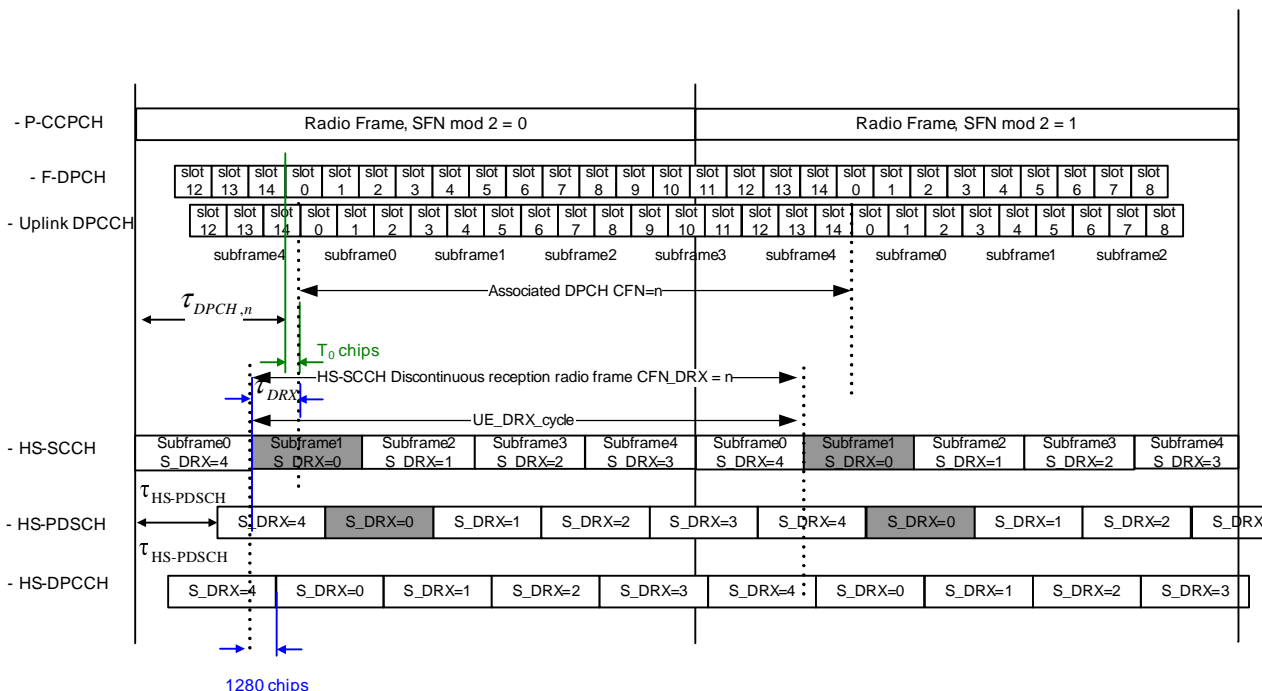 - P-CCPCH
Radio Frame, SFN mod 2 = 0
Radio Frame, SFN mod 2 = 1
- F-DPCH
slot 12 slot 13 slot 14 slot 0 slot 1 slot 2 slot 3 slot 4 slot 5 slot 6 slot 7 slot 8 slot 9 slot 10 slot 11 slot 12 slot 13 slot 14 slot 0 slot 1 slot 2 slot 3 slot 4 slot 5 slot 6 slot 7 slot 8
- Uplink DPCCH
slot 12 slot 13 slot 14 slot 0 slot 1 slot 2 slot 3 slot 4 slot 5 slot 6 slot 7 slot 8 slot 9 slot 10 slot 11 slot 12 slot 13 slot 14 slot 0 slot 1 slot 2 slot 3 slot 4 slot 5 slot 6 slot 7 slot 8
subframe4 subframe0 subframe1 subframe2 subframe3 subframe4 subframe0 subframe1 subframe2
Associated DPCH CFN=n
τDPCH,n
T0 chips
HS-SCCH Discontinuous reception radio frame CFN_DRX = n
τDRX
UE_DRX_cycle
- HS-SCCH
Subframe0 Subframe1 Subframe2 Subframe3 Subframe4 Subframe0 Subframe1 Subframe2 Subframe3 Subframe4
S_DRX=4 S_DRX=0 S_DRX=1 S_DRX=2 S_DRX=3 S_DRX=4 S_DRX=0 S_DRX=1 S_DRX=2 S_DRX=3
τHS-PDSCH
- HS-PDSCH
S_DRX=4 S_DRX=0 S_DRX=1 S_DRX=2 S_DRX=3 S_DRX=4 S_DRX=0 S_DRX=1 S_DRX=2 S_DRX
τHS-PDSCH
- HS-DPCCH
S_DRX=4 S_DRX=0 S_DRX=1 S_DRX=2 S_DRX=3 S_DRX=4 S_DRX=0 S_DRX=1 S_DRX=2 S_DRX=3
1280 chips